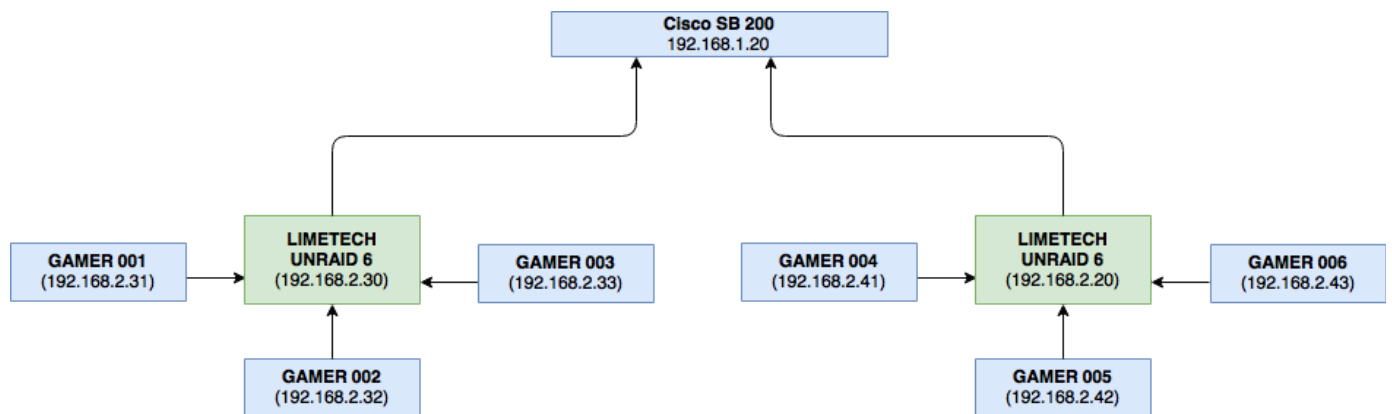 Cisco SB 200
192.168.1.20
LIMETECH
UNRAID 6
(192.168.2.30)
GAMER 001
(192.168.2.31)
GAMER 003
(192.168.2.33)
GAMER 002
(192.168.2.32)
LIMETECH
UNRAID 6
(192.168.2.20)
GAMER 004
(192.168.2.41)
GAMER 006
(192.168.2.43)
GAMER 005
(192.168.2.42)